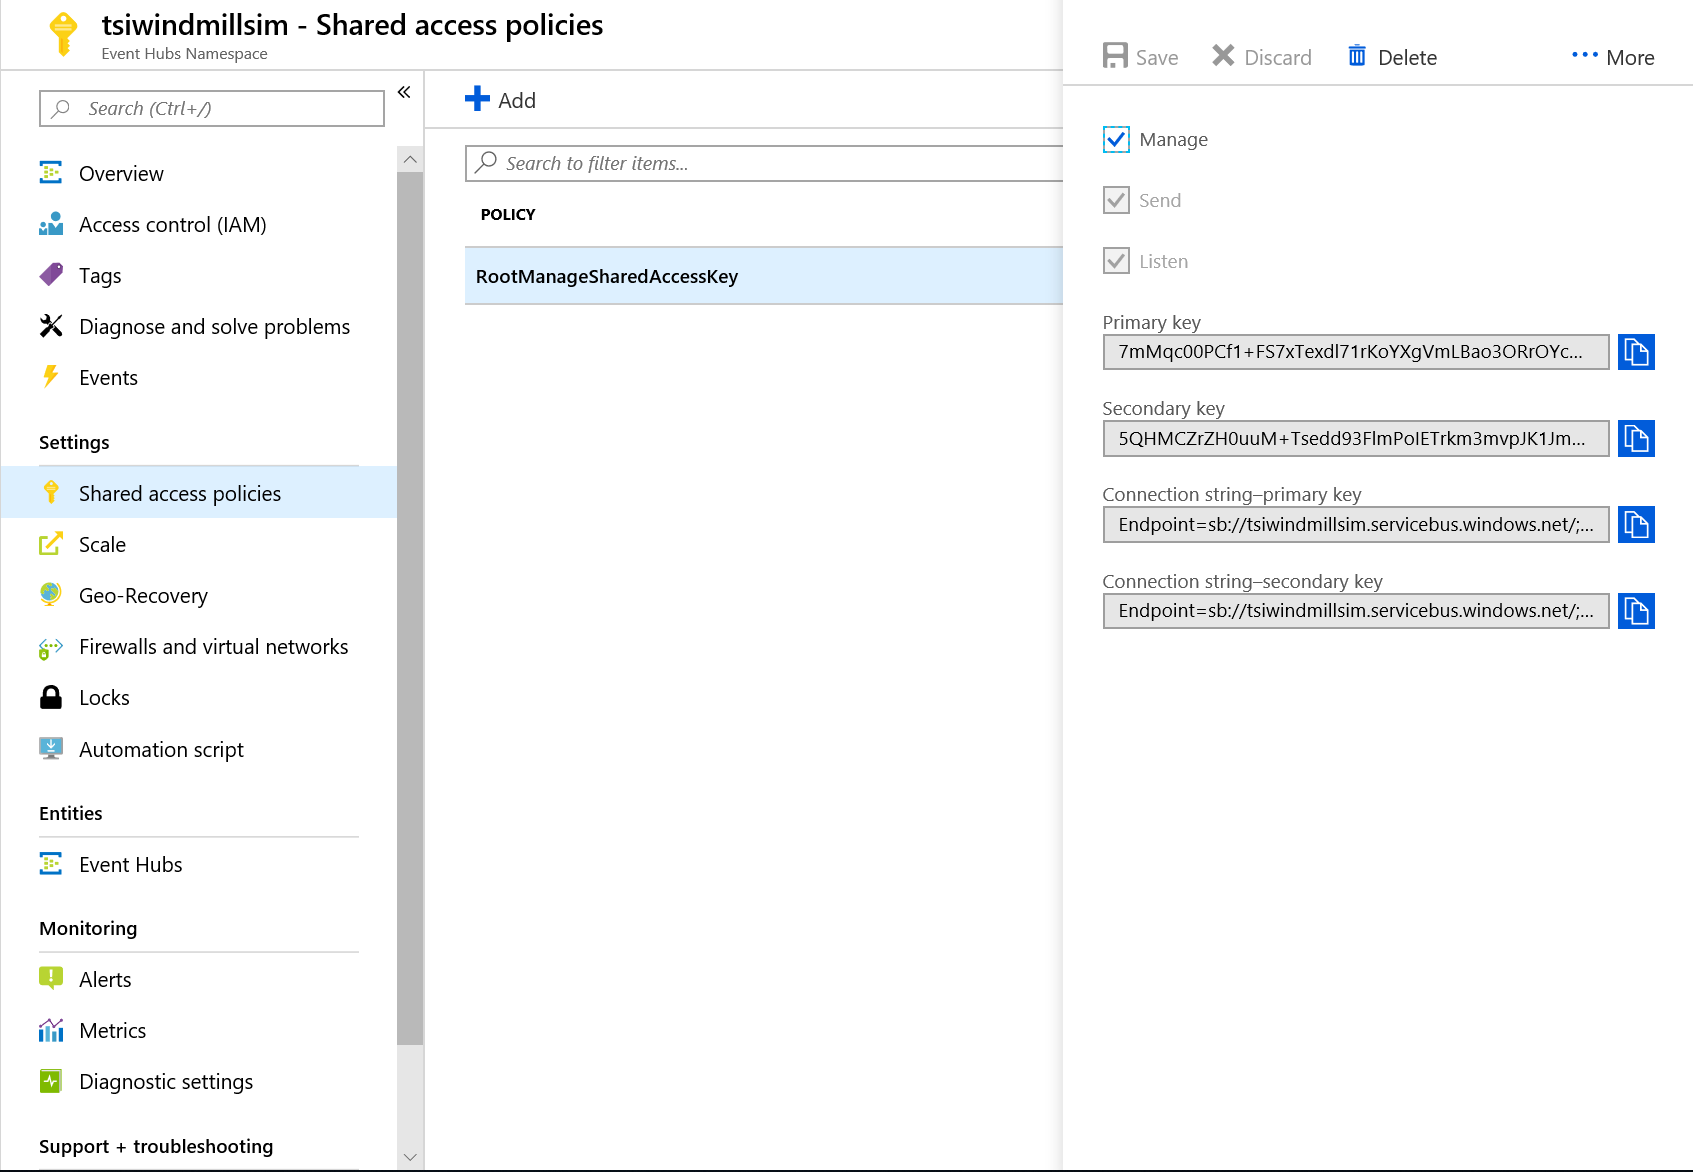 tsiwindmillsim - Shared access policies
Event Hubs Namespace
Search (Ctrl+/)
Overview
Access control (IAM)
Tags
Diagnose and solve problems
Events
Settings
Shared access policies
Scale
Geo-Recovery
Firewalls and virtual networks
Locks
Automation script
Entities
Event Hubs
Monitoring
Alerts
Metrics
Diagnostic settings
Support + troubleshooting
Add
Search to filter items...
POLICY
RootManageSharedAccessKey
Save Discard Delete More
Manage
Send
Listen
Primary key
7mMqc00PCf1+FS7xTexdl71rKoYXgVmLBao3ORrOYc...
Secondary key
5QHMCZrZH0uuM+Tsedd93FlmPoIETrkm3mvpJK1Jm...
Connection string–primary key
Endpoint=sb://tsiwindmillsim.servicebus.windows.net/;...
Connection string–secondary key
Endpoint=sb://tsiwindmillsim.servicebus.windows.net/;...